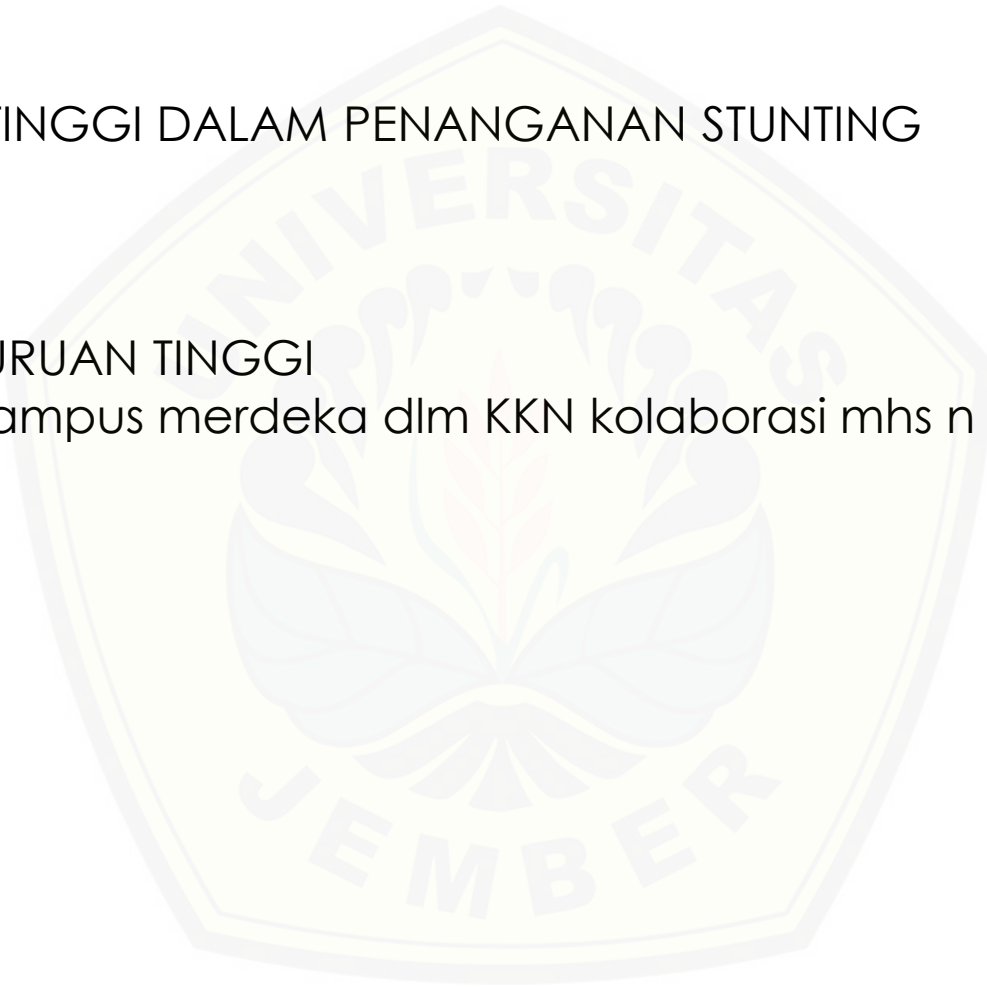 TINGGI DALAM PENANGANAN STUNTING
UNIVERSITAS
URUAN TINGGI
ampus merdeka dlm KKN kolaborasi mhs n
JEMBER